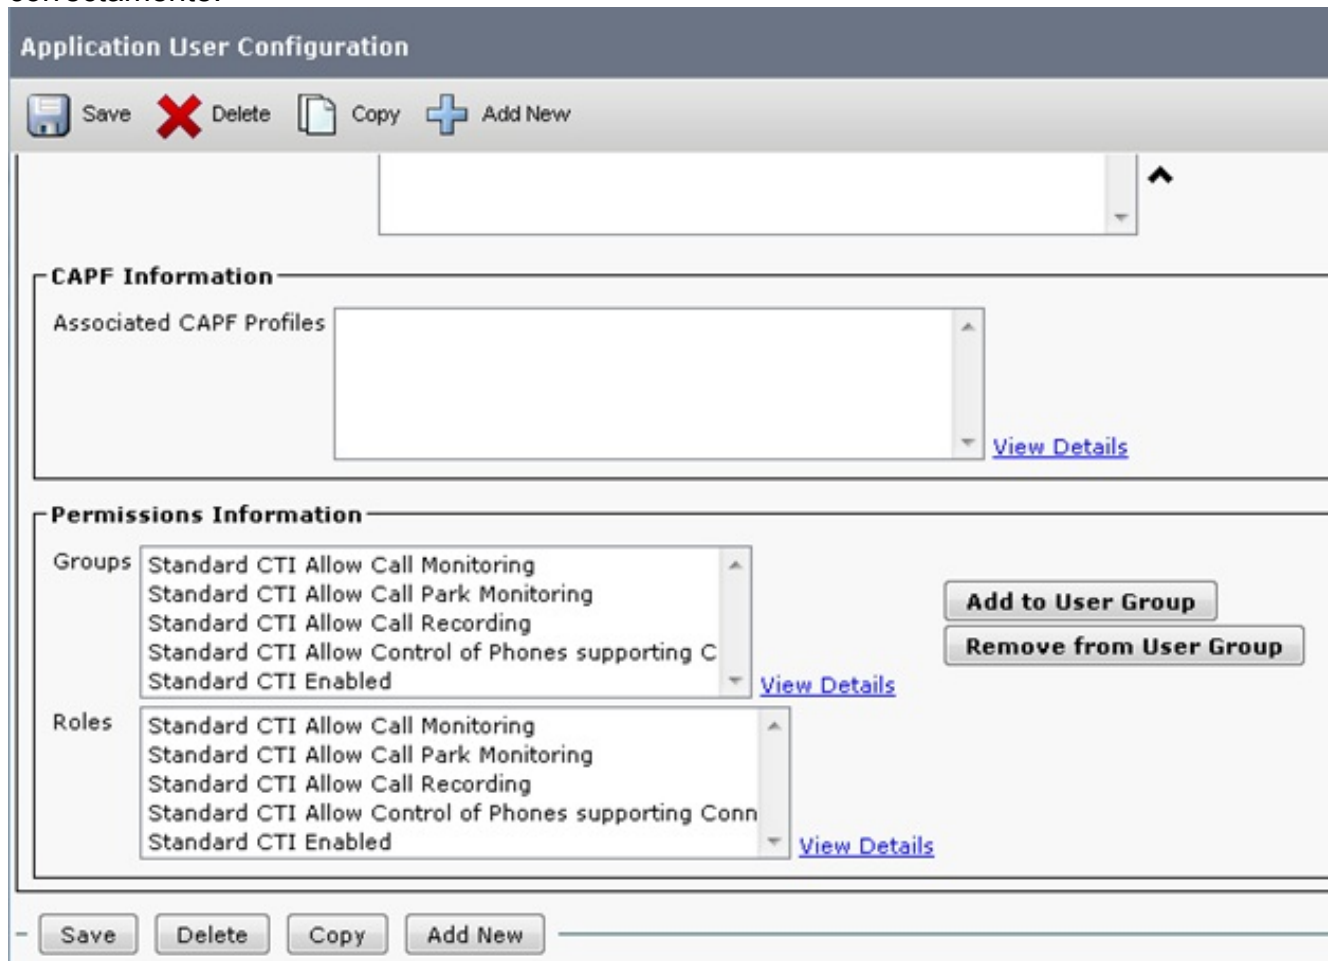 correctamente.
Application User Configuration
Save Delete Copy Add New
CAPF Information
Associated CAPF Profiles
View Details
Permissions Information
Groups
Standard CTI Allow Call Monitoring
Standard CTI Allow Call Park Monitoring
Standard CTI Allow Call Recording
Standard CTI Allow Control of Phones supporting C
Standard CTI Enabled
View Details
Add to User Group
Remove from User Group
Roles
Standard CTI Allow Call Monitoring
Standard CTI Allow Call Park Monitoring
Standard CTI Allow Call Recording
Standard CTI Allow Control of Phones supporting Conn
Standard CTI Enabled
View Details
Save Delete Copy Add New